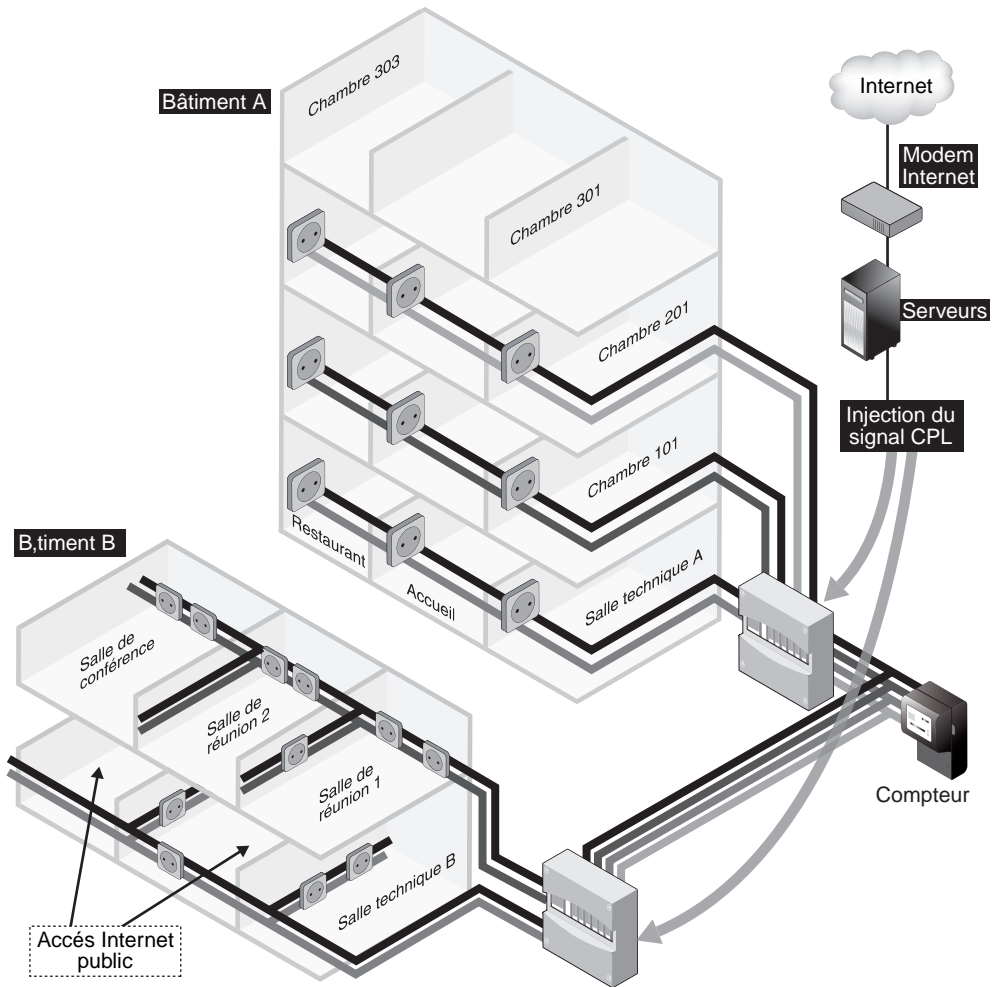 Bâtiment A
Chambre 303
Chambre 301
Chambre 201
Chambre 101
Restaurant
Accueil
Salle technique A
Internet
Modem
Internet
Serveurs
Injection du
signal CPL
Compteur
B,timent B
Salle de
conférence
Salle de
réunion 2
Salle de
réunion 1
Salle technique B
Accés Internet
public